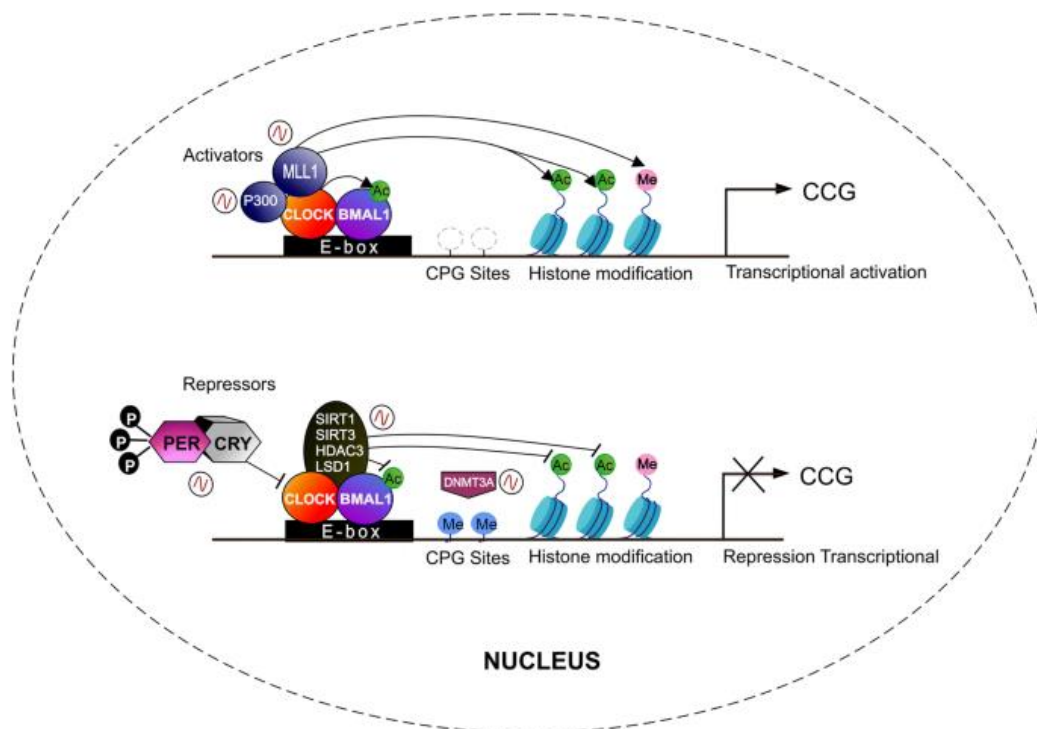 Activators
MLL1
P300
CLOCK BMAL1 Ac
E-box
Ac Ac Me
CCG
CPG Sites Histone modification Transcriptional activation
Repressors
P
P
P
PER CRY
SIRT1
SIRT3
HDAC3
LSD1
CLOCK BMAL1 Ac
E-box
DNMT3A
Me Me
Ac Ac Me
CCG
CPG Sites Histone modification Repression Transcriptional
NUCLEUS